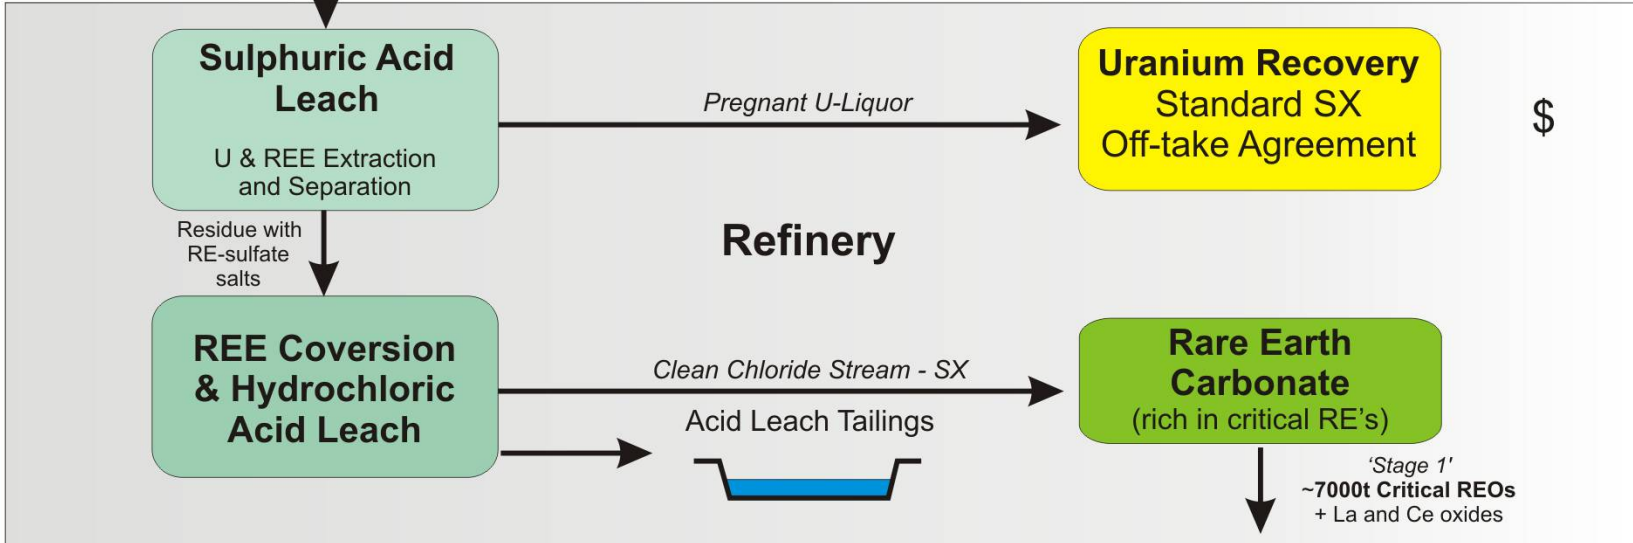 Sulphuric Acid
Leach
U & REE Extraction
and Separation
Pregnant U-Liquor
Uranium Recovery
Standard SX
Off-take Agreement
$
Residue with
RE-sulfate
salts
Refinery
REE Coversion
& Hydrochloric
Acid Leach
Clean Chloride Stream - SX
Acid Leach Tailings
Rare Earth
Carbonate
(rich in critical RE’s)
‘Stage 1'
~7000t Critical REOs
+ La and Ce oxides